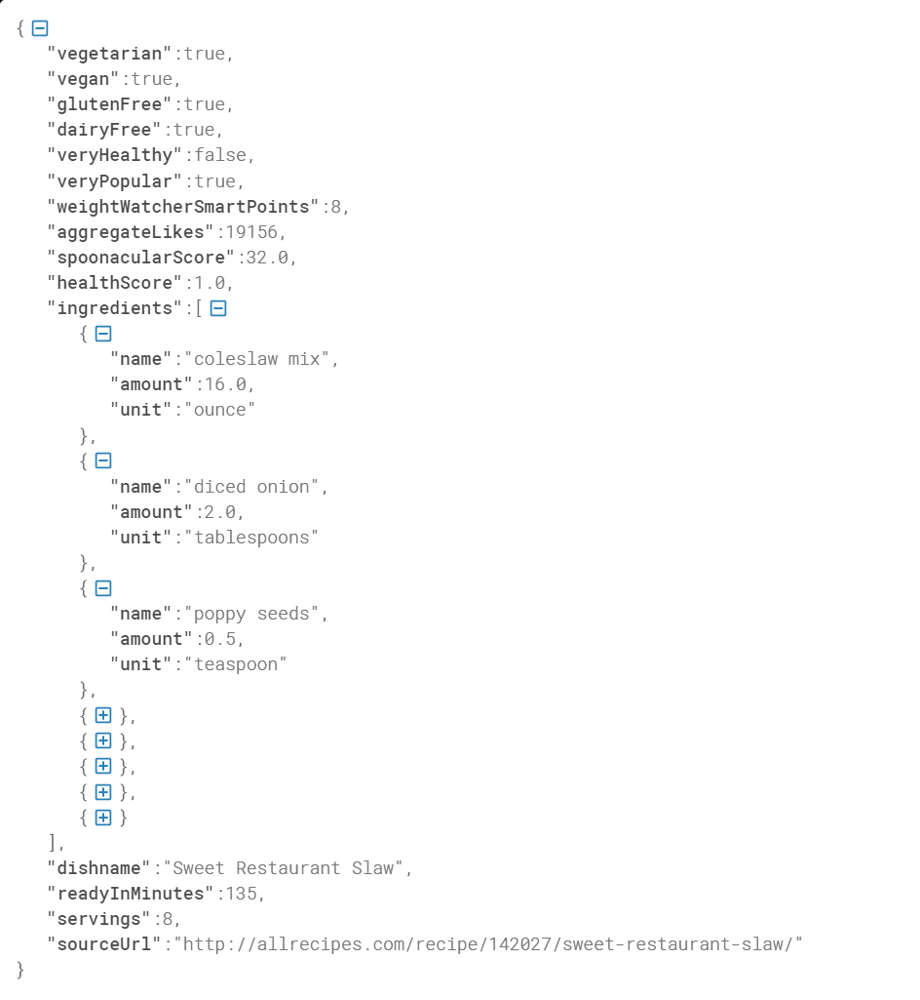 {
"vegetarian":true,
"vegan":true,
"glutenFree":true,
"dairyFree":true,
"veryHealthy":false,
"veryPopular":true,
"weightWatcherSmartPoints":8,
"aggregateLikes":19156,
"spoonacularScore":32.0,
"healthScore":1.0,
"ingredients":[
{
"name":"coleslaw mix",
"amount":16.0,
"unit":"ounce"
},
{
"name":"diced onion",
"amount":2.0,
"unit":"tablespoons"
},
{
"name":"poppy seeds",
"amount":0.5,
"unit":"teaspoon"
},
{ },
{ },
{ },
{ },
{ }
],
"dishname":"Sweet Restaurant Slaw",
"readyInMinutes":135,
"servings":8,
"sourceUrl":"http://allrecipes.com/recipe/142027/sweet-restaurant-slaw/"
}